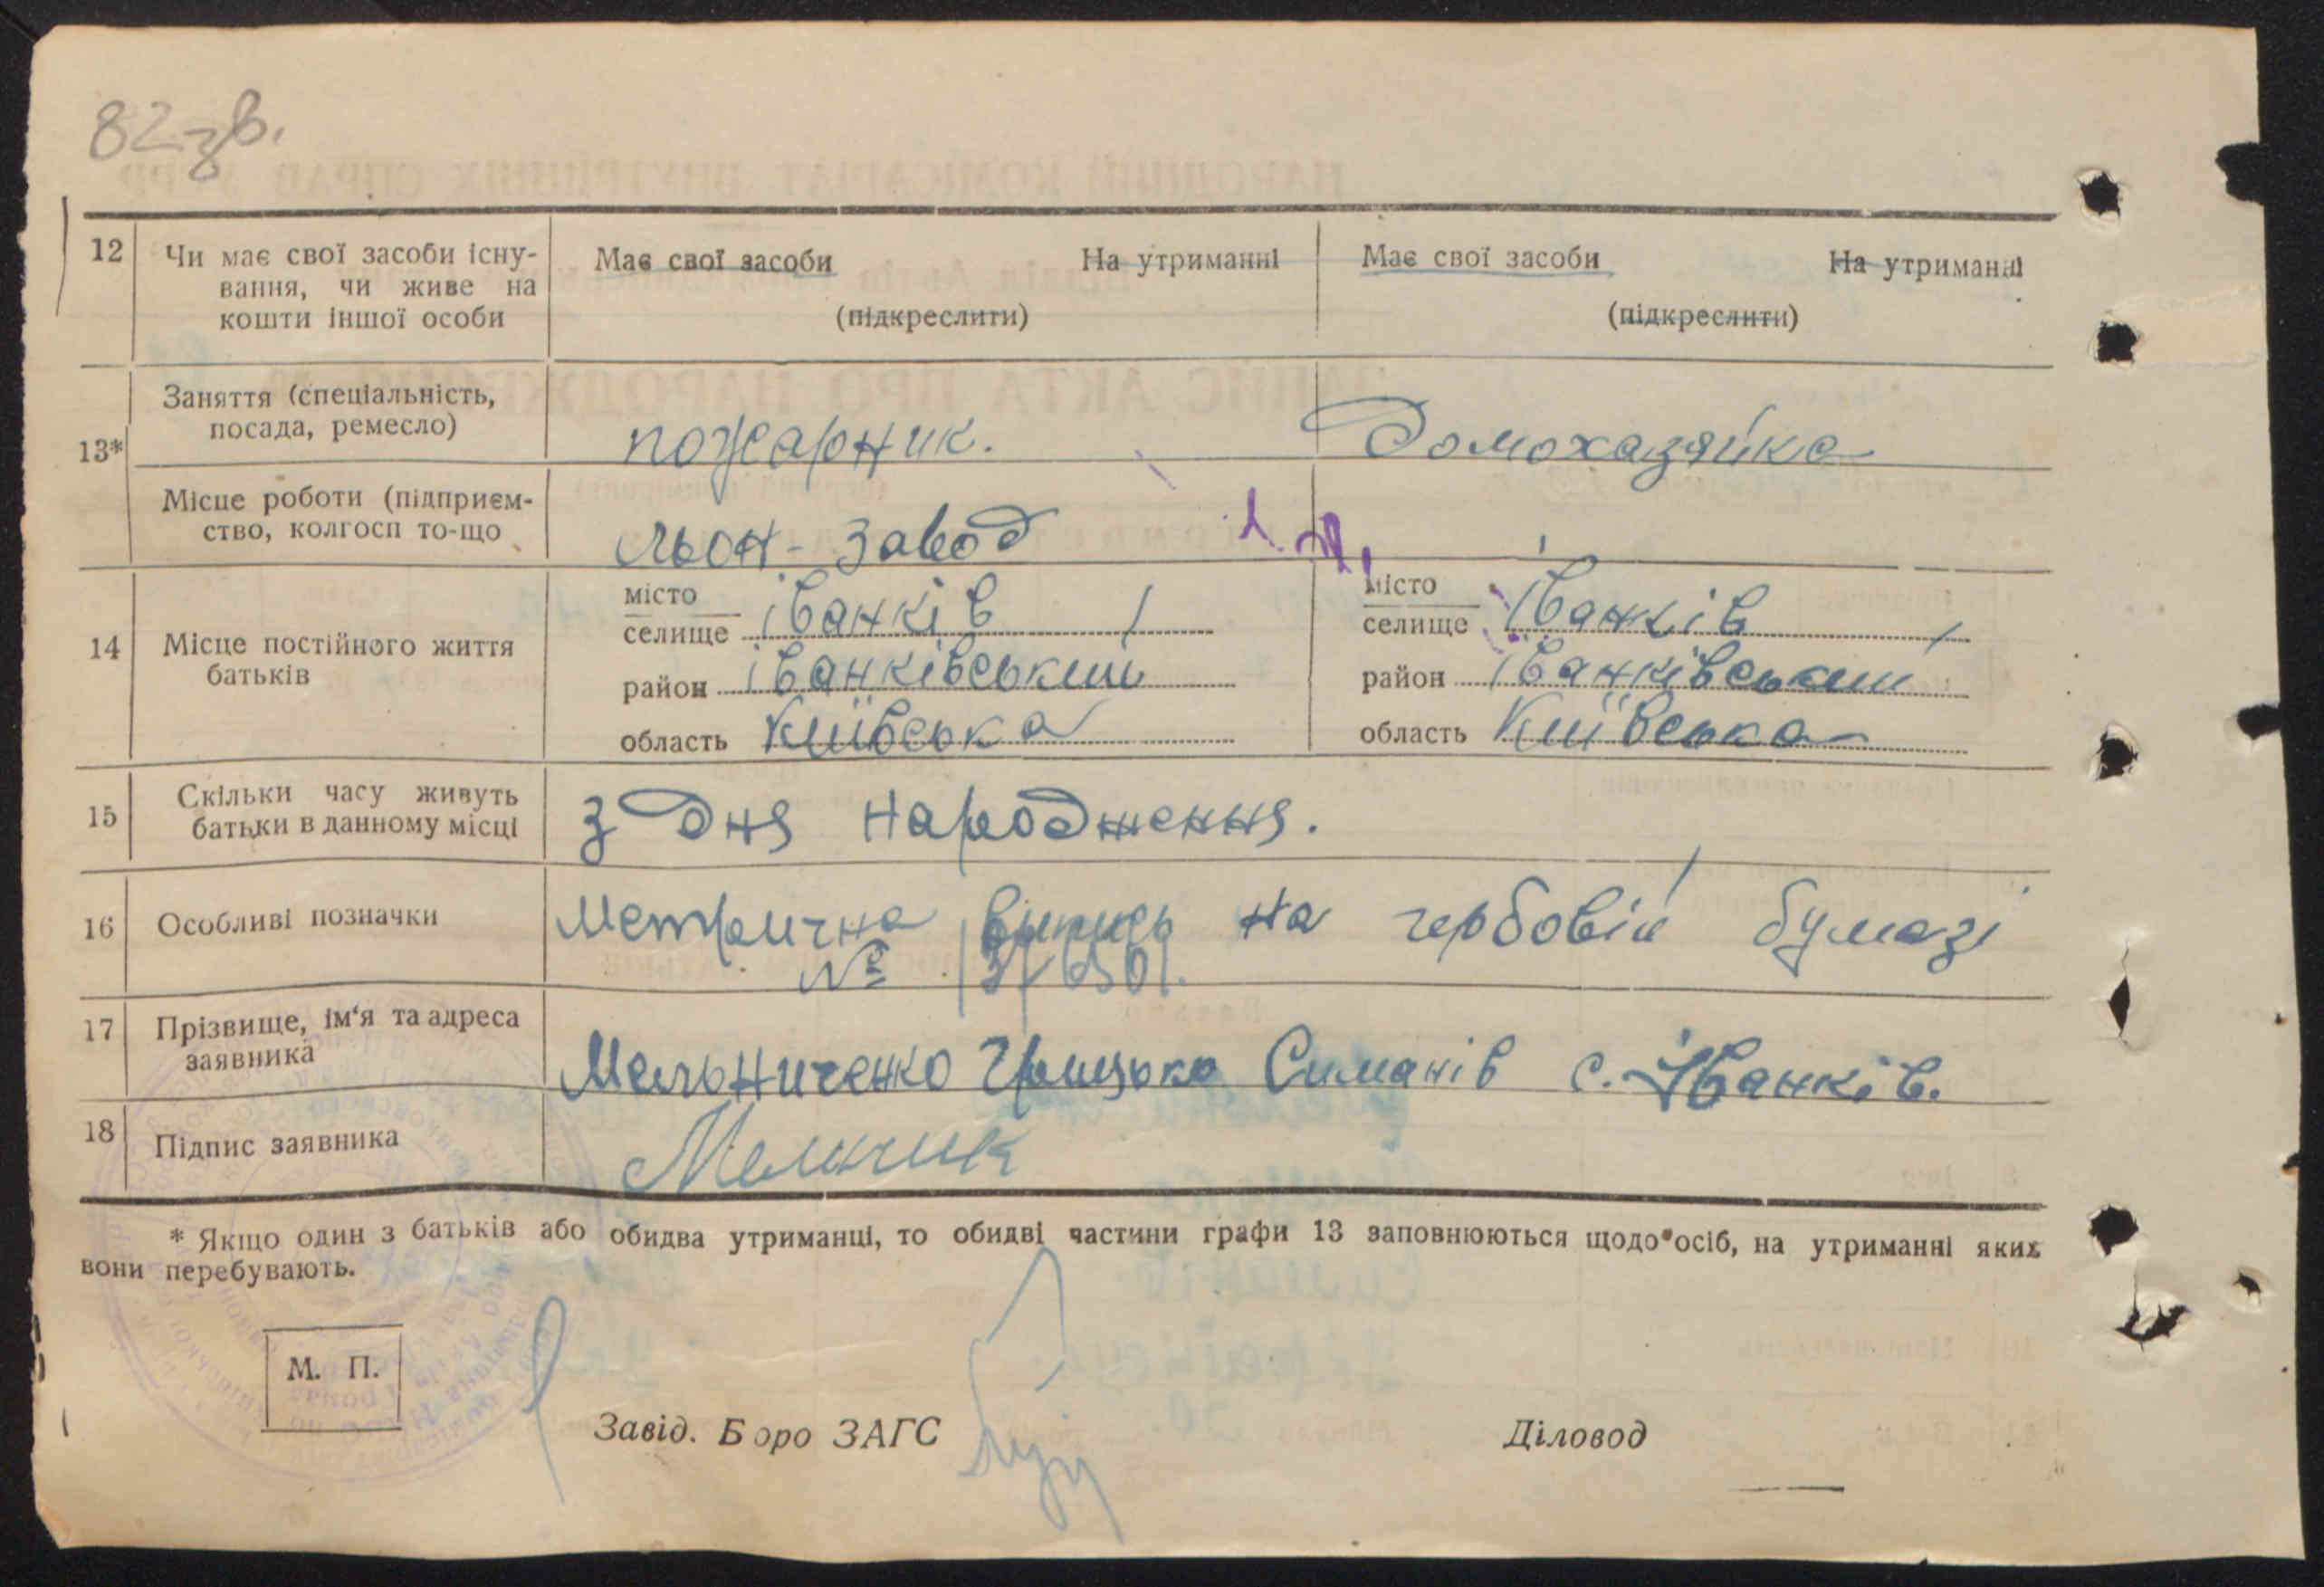 82 зв.
12 Чи має свої засоби існу- Має свої засоби На утриманні Має свої засоби На утриманні
вання, чи живе на
кошти іншої особи (підкреслити) (підкреслити)
Заняття (спеціальність,
посада, ремесло) пожарник. Домохазяйка
13*
Місце роботи (підприєм-
ство, колгосп то-що льон-завод
14 Місце постійного життя
батьків
місто
селище Іванків
район Іванківський
область Київська
місто
селище Іванків
район Іванківський
область Київська
15 Скільки часу живуть
батьки в данному місці з дня народження.
16 Особливі позначки Метрична випись на гербовій бумазі
№
17 Прізвище, ім'я та адреса
заявника Мельниченко Грицько Симанів с. Іванків.
18 Підпис заявника
* Якщо один з батьків або обидва утриманці, то обидві частини графи 13 заповнюються щодо осіб, на утриманні яких
вони перебувають.
М. П.
Завід. Бюро ЗАГС Діловод